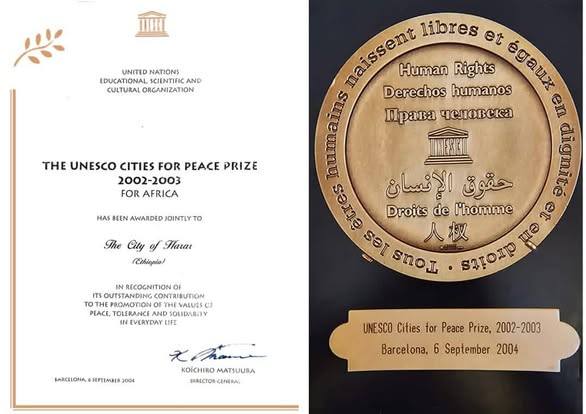 UNITED NATIONS
EDUCATIONAL, SCIENTIFIC AND
CULTURAL ORGANIZATION
THE UNESCO CITIES FOR PEACE PRIZE
2002-2003
FOR AFRICA
HAS BEEN AWARDED JOINTLY TO
The City of Harar
(Ethiopia)
IN RECOGNITION OF
ITS OUTSTANDING CONTRIBUTION
TO THE PROMOTION OF THE VALUES OF
PEACE, TOLERANCE AND SOLIDARITY
IN EVERYDAY LIFE
KOÏCHIRO MATSUURA
BARCELONA, 6 SEPTEMBER 2004
DIRECTOR-GENERAL
Tous les êtres humains naissent libres et égaux en dignité et en droits
Human Rights
Derechos humanos
Права человека
UNESCO
حقوق الإنسان
Droits de l'homme
人权
UNESCO Cities for Peace Prize, 2002-2003
Barcelona, 6 September 2004